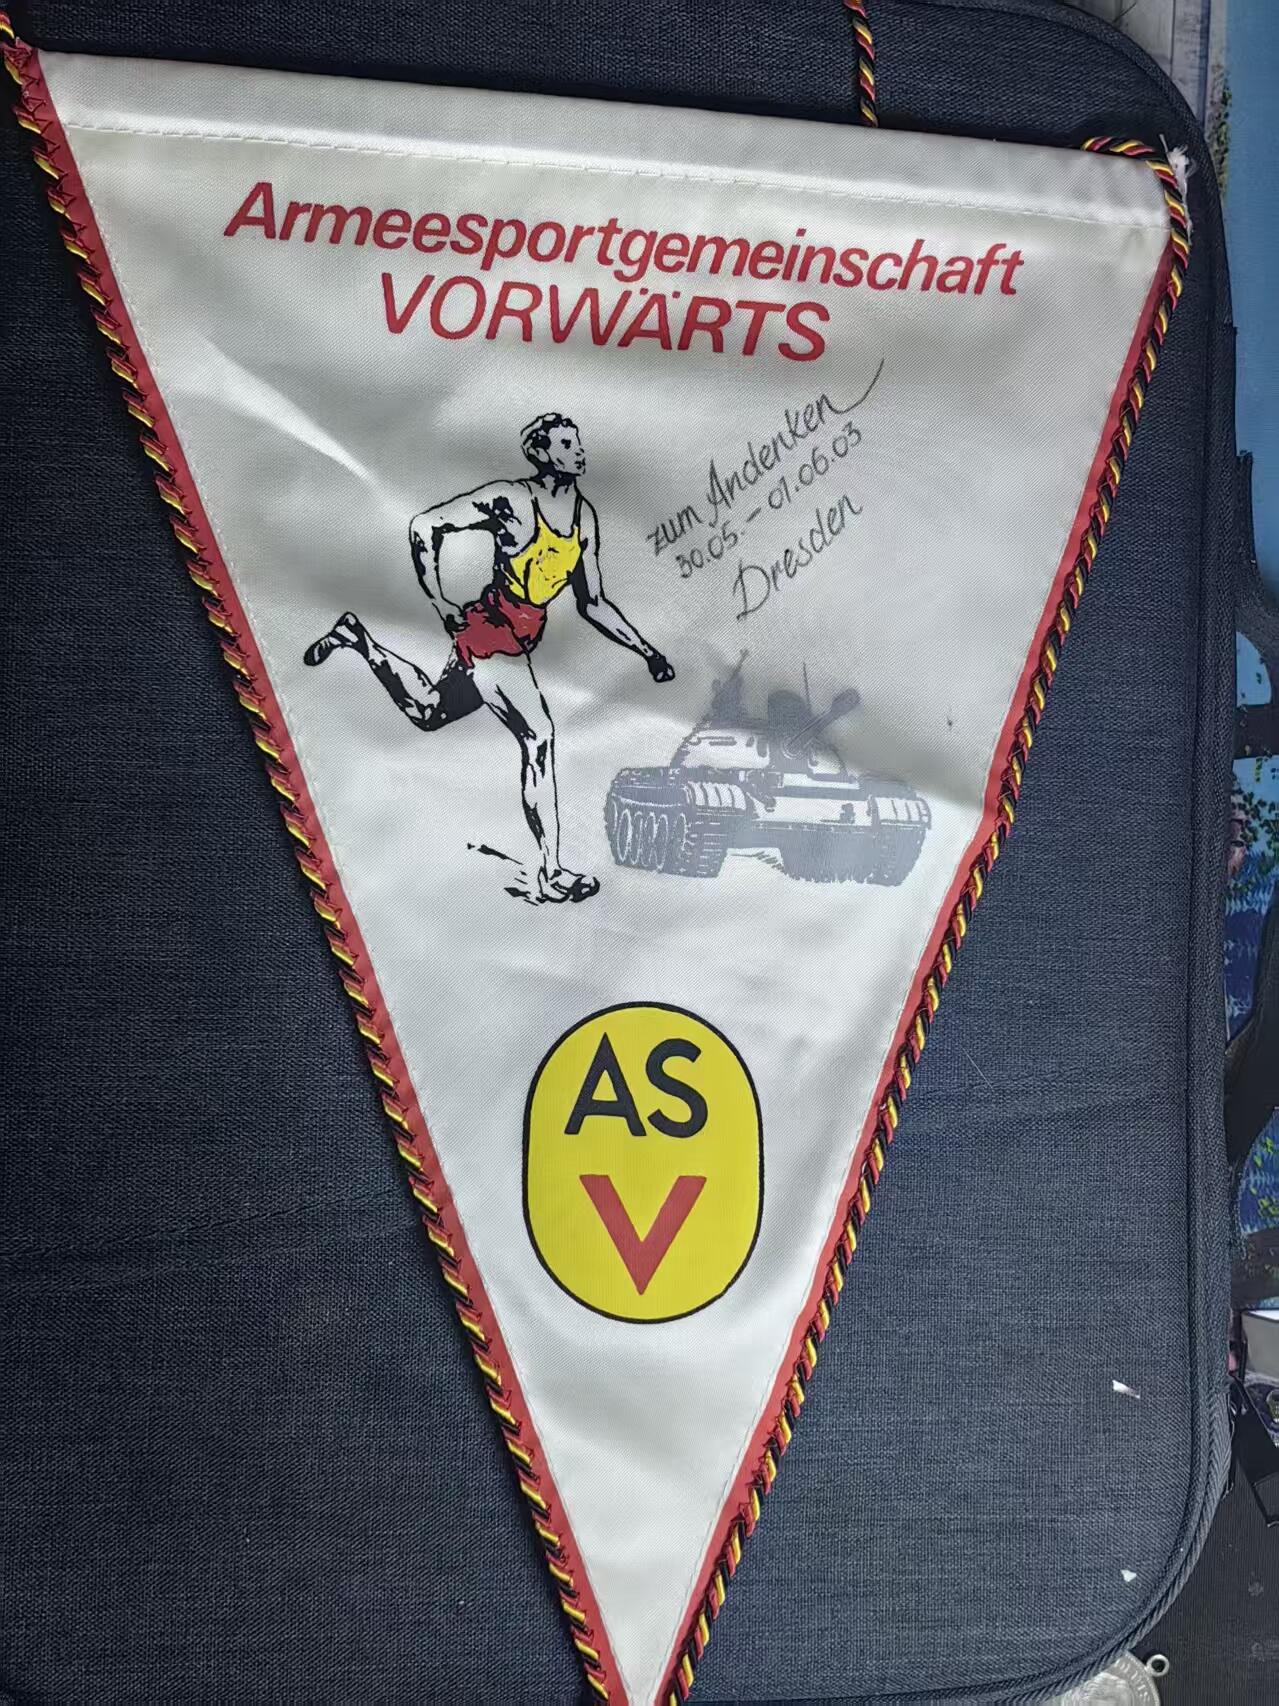 Armeesportgemeinschaft
VORWÄRTS
zum Andenken
30.05.-01.06.03
Dresden
AS
V